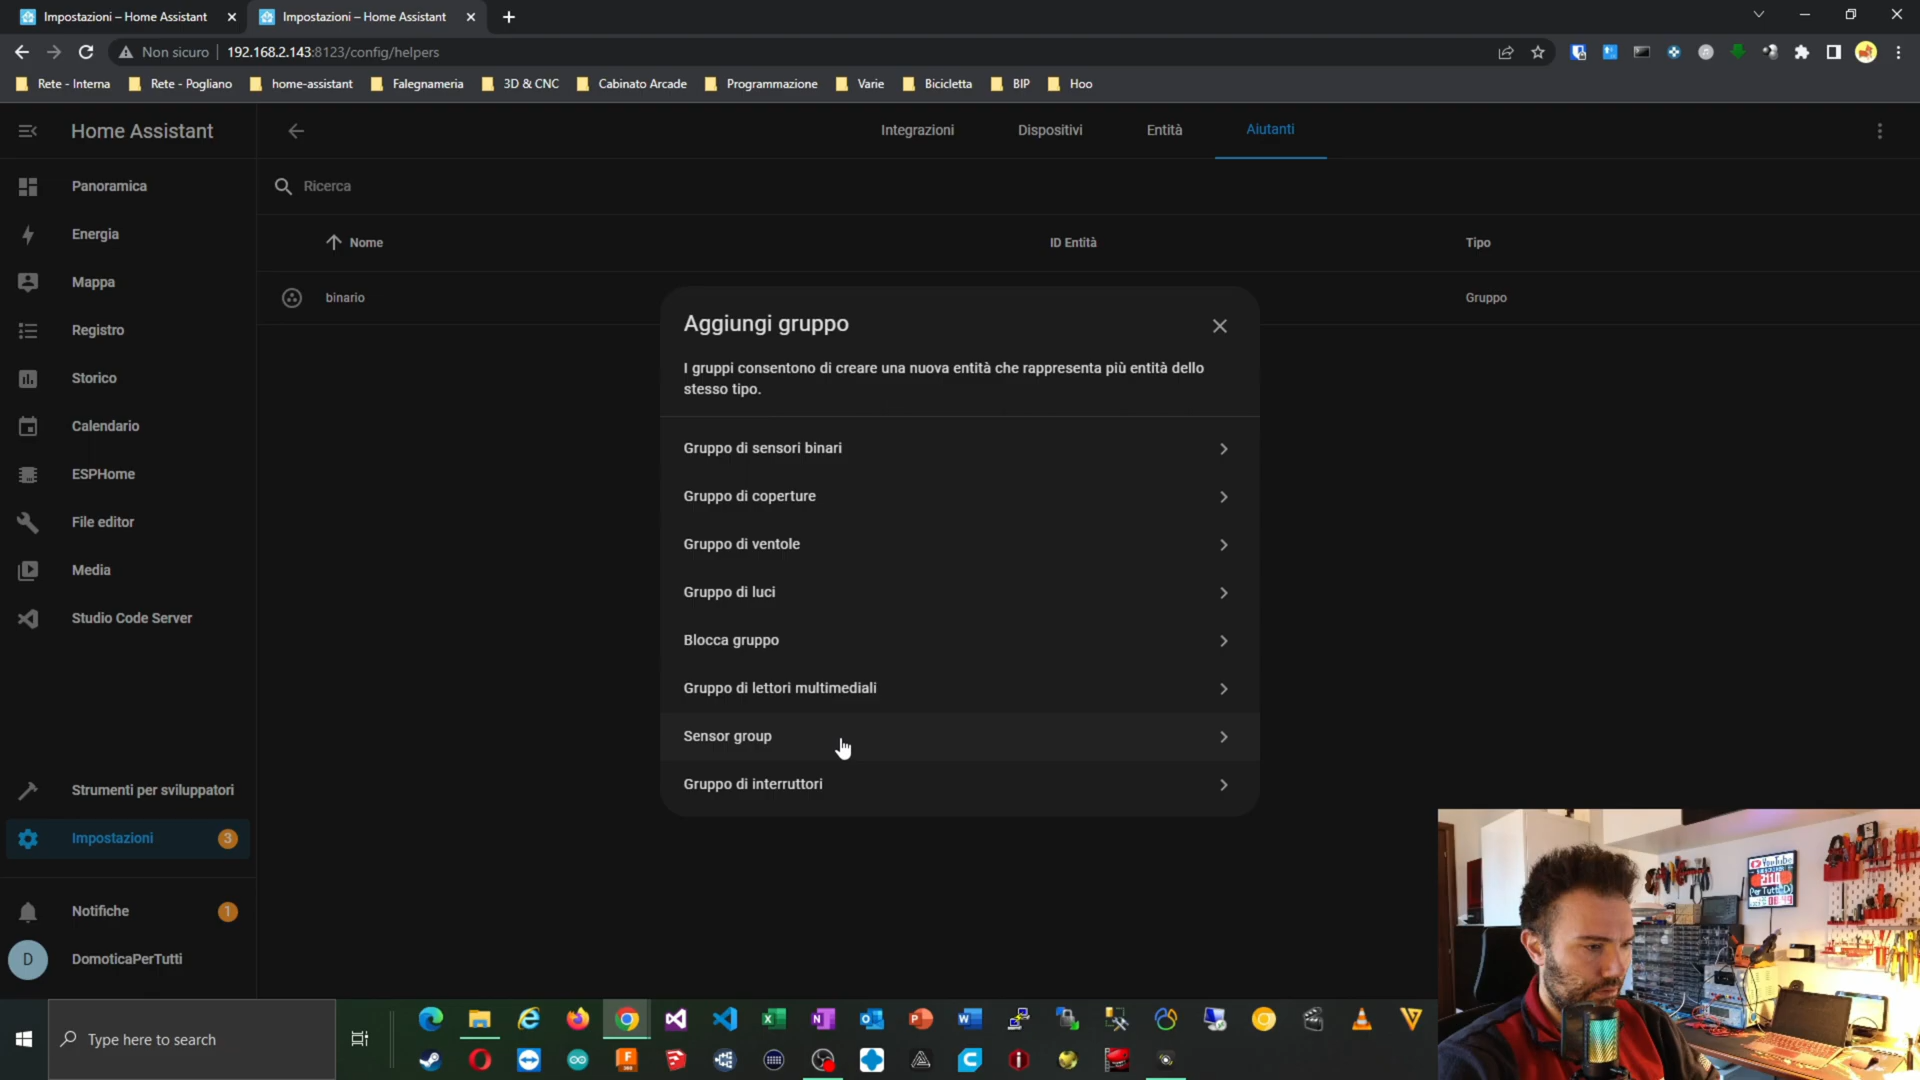 Impostazioni – Home Assistant
Impostazioni – Home Assistant
Non sicuro
192.168.2.143:8123/config/helpers
Rete - Interna
Rete - Pogliano
home-assistant
Falegnameria
3D & CNC
Cabinato Arcade
Programmazione
Varie
Bicicletta
BIP
Hoo
Home Assistant
Integrazioni
Dispositivi
Entità
Aiutanti
Panoramica
Energia
Mappa
Registro
Storico
Calendario
ESPHome
File editor
Media
Studio Code Server
Strumenti per sviluppatori
Impostazioni
3
Notifiche
1
D
DomoticaPerTutti
Ricerca
Nome
ID Entità
Tipo
binario
Gruppo
Aggiungi gruppo
I gruppi consentono di creare una nuova entità che rappresenta più entità dello
stesso tipo.
Gruppo di sensori binari
Gruppo di coperture
Gruppo di ventole
Gruppo di luci
Blocca gruppo
Gruppo di lettori multimediali
Sensor group
Gruppo di interruttori
YouTube
2110
Type here to search